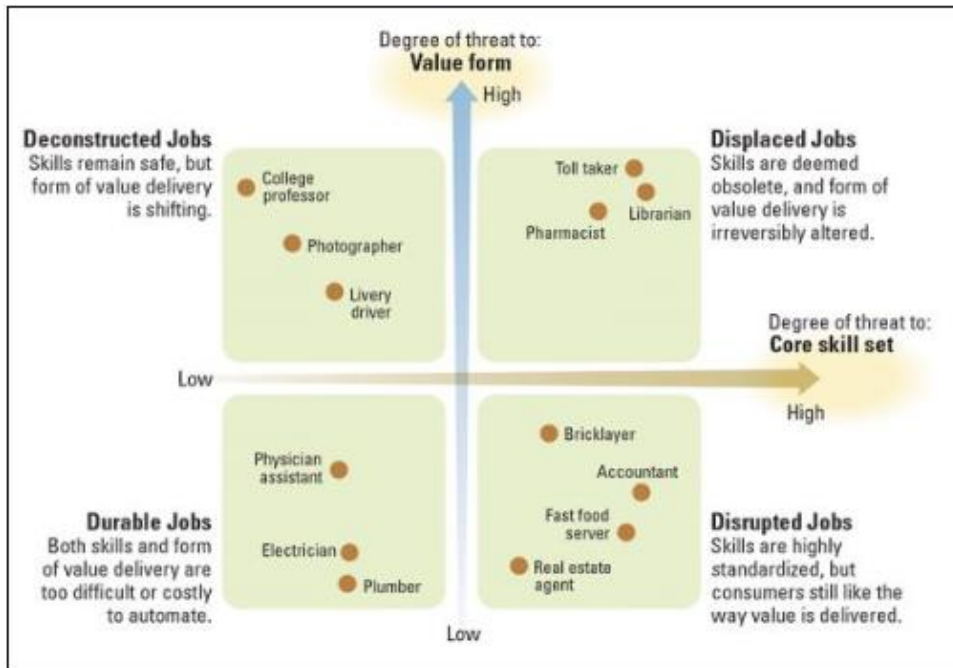 Degree of threat to:
Value form
High
Deconstructed Jobs
Skills remain safe, but
form of value delivery
is shifting.
College
professor
Photographer
Livery
driver
Toll taker
Librarian
Pharmacist
Displaced Jobs
Skills are deemed
obsolete, and form of
value delivery is
irreversibly altered.
Degree of threat to:
Core skill set
Low
High
Durable Jobs
Both skills and form
of value delivery are
too difficult or costly
to automate.
Physician
assistant
Electrician
Plumber
Bricklayer
Accountant
Fast food
server
Real estate
agent
Disrupted Jobs
Skills are highly
standardized, but
consumers still like the
way value is delivered.
Low